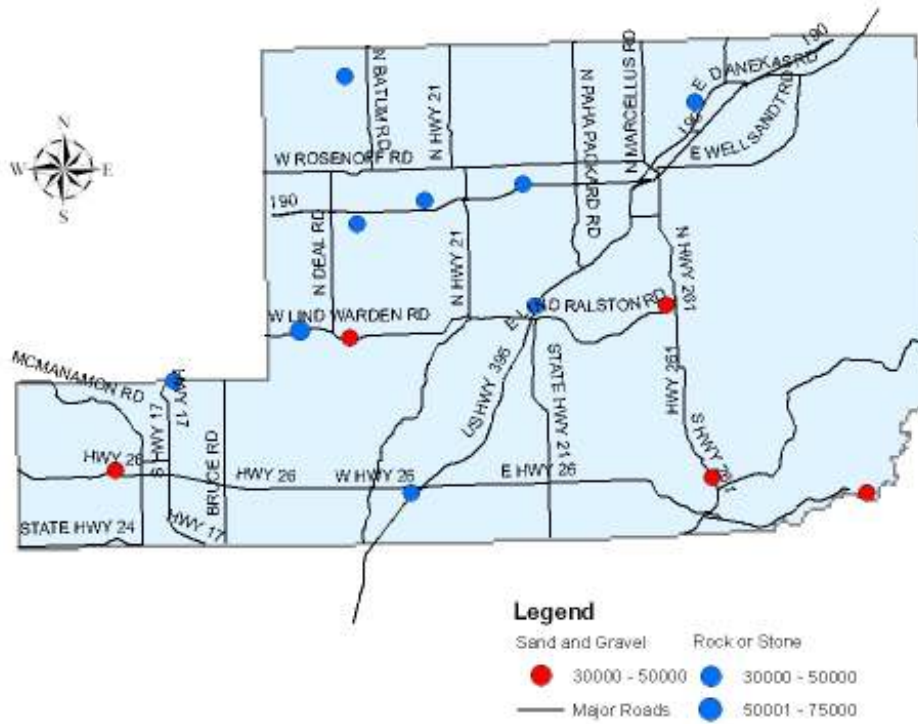 190
E DANEKAS RD
N BATUM RD
N HWY 21
N PAHA PACKARD RD
N MARCELLUS RD
190
E WELLSANDT RD
W ROSENOFF RD
N
W E
S
190
N DEAL RD
N HWY 21
N HWY 261
W LIND WARDEN RD
E LIND RALSTON RD
MCMANAMON RD
HWY 17
S HWY 17
BRUCE RD
US HWY 395
STATE HWY 21
HWY 261
S HWY 261
HWY 26
HWY 26
W HWY 26
E HWY 26
STATE HWY 24
HWY 17
Legend
Sand and Gravel Rock or Stone
30000 - 50000 30000 - 50000
Major Roads 50001 - 75000